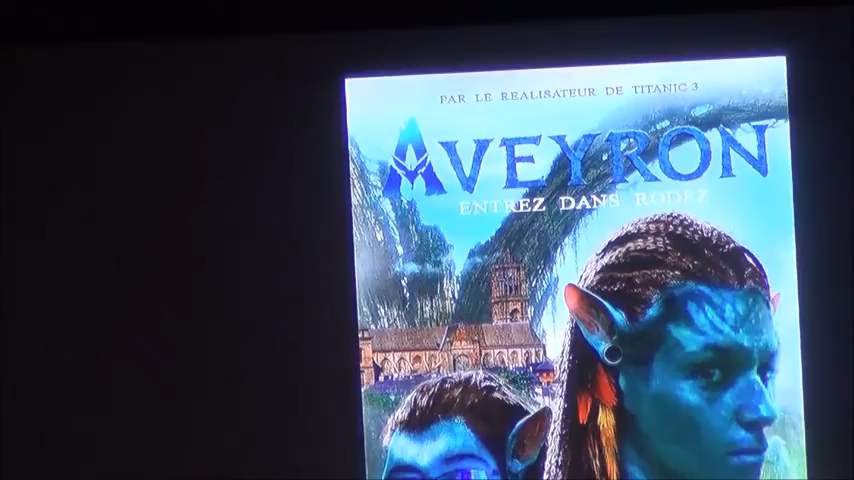 PAR LE REALISATEUR DE TITANIC 3
AVEYRON
ENTREZ DANS RODEZ